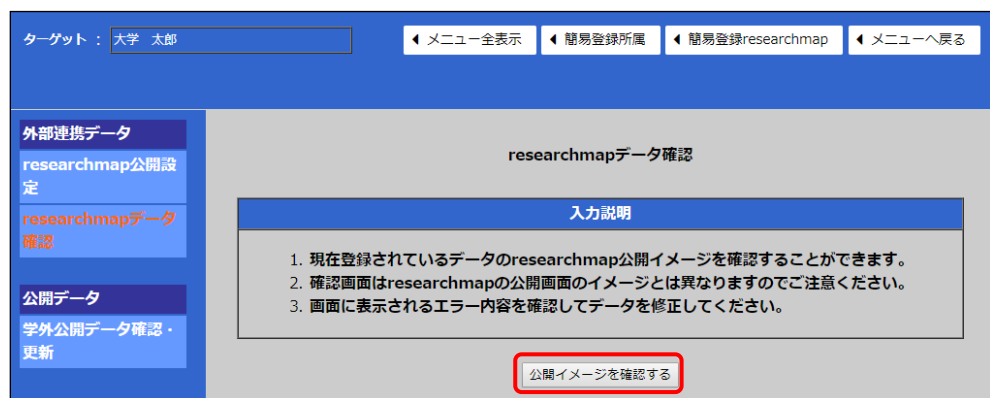 ターゲット : 大学 太郎
◀ メニュー全表示
◀ 簡易登録所属
◀ 簡易登録researchmap
◀ メニューへ戻る
外部連携データ
researchmap公開設
定
researchmapデータ
確認
公開データ
学外公開データ確認・
更新
researchmapデータ確認
入力説明
1. 現在登録されているデータのresearchmap公開イメージを確認することができます。
2. 確認画面はresearchmapの公開画面のイメージとは異なりますのでご注意ください。
3. 画面に表示されるエラー内容を確認してデータを修正してください。
公開イメージを確認する